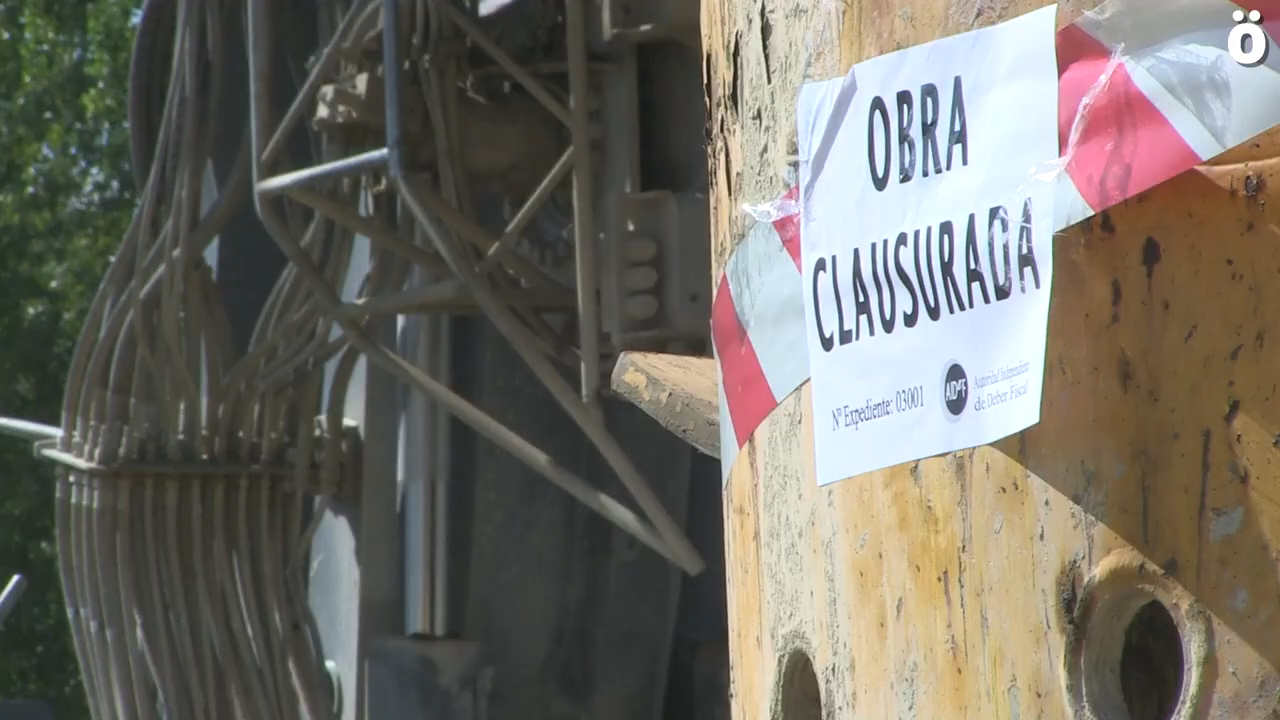 ö
OBRA
CLAUSURADA
Nº Expediente: 03001
AIDeF
Autoridad Independiente
de Deber Fiscal